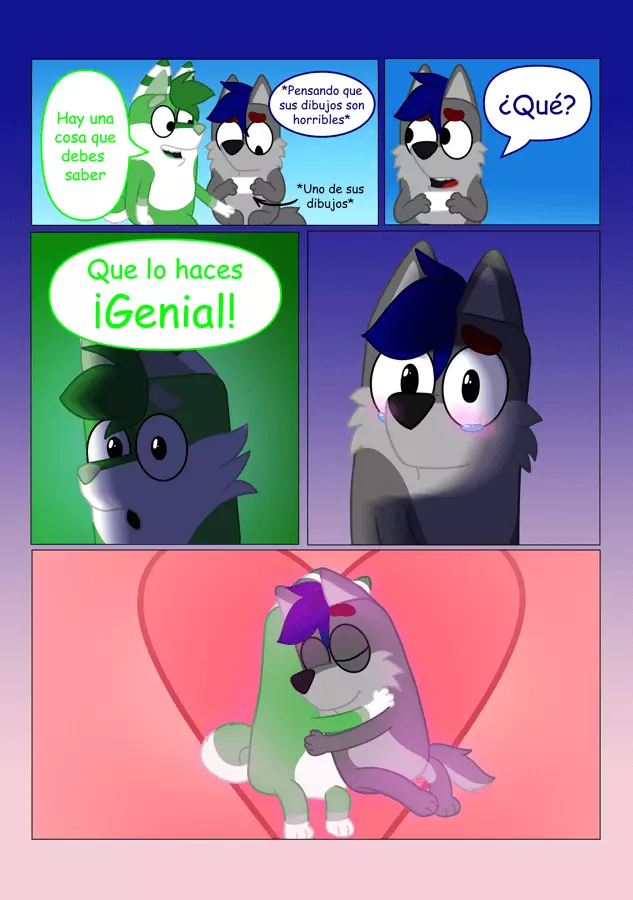 Hay una
cosa que
debes
saber
*Pensando que
sus dibujos son
horribles*
*Uno de sus
dibujos*
¿Qué?
Que lo haces
¡Genial!